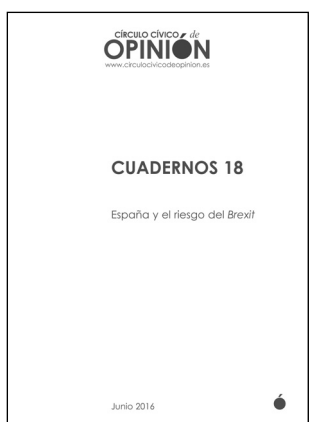 CÍRCULO CÍVICO de
OPINIÓN
www.circulocivicodeopinion.es
CUADERNOS 18
España y el riesgo del Brexit
Junio 2016